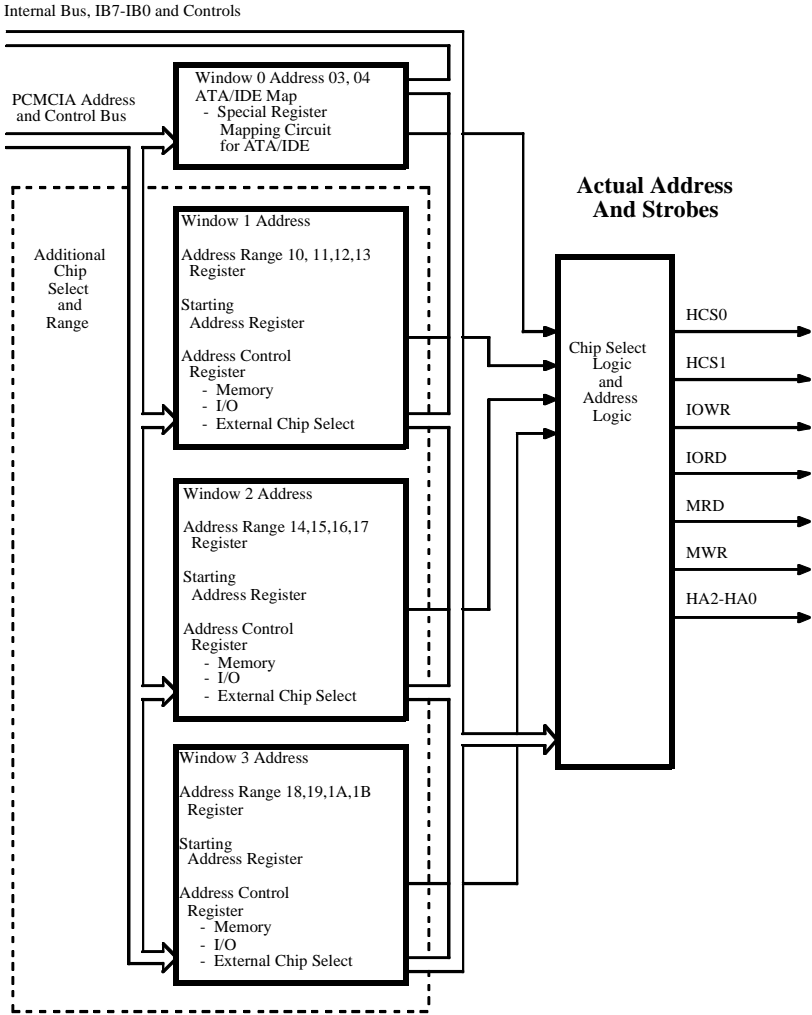 Internal Bus, IB7-IB0 and Controls
PCMCIA Address
and Control Bus
Window 0 Address 03, 04
ATA/IDE Map
- Special Register
Mapping Circuit
for ATA/IDE
Additional
Chip
Select
and
Range
Window 1 Address
Address Range 10, 11,12,13
Register
Starting
Address Register
Address Control
Register
- Memory
- I/O
- External Chip Select
Window 2 Address
Address Range 14,15,16,17
Register
Starting
Address Register
Address Control
Register
- Memory
- I/O
- External Chip Select
Window 3 Address
Address Range 18,19,1A,1B
Register
Starting
Address Register
Address Control
Register
- Memory
- I/O
- External Chip Select
Actual Address
And Strobes
Chip Select
Logic
and
Address
Logic
HCS0
HCS1
IOWR
IORD
MRD
MWR
HA2-HA0